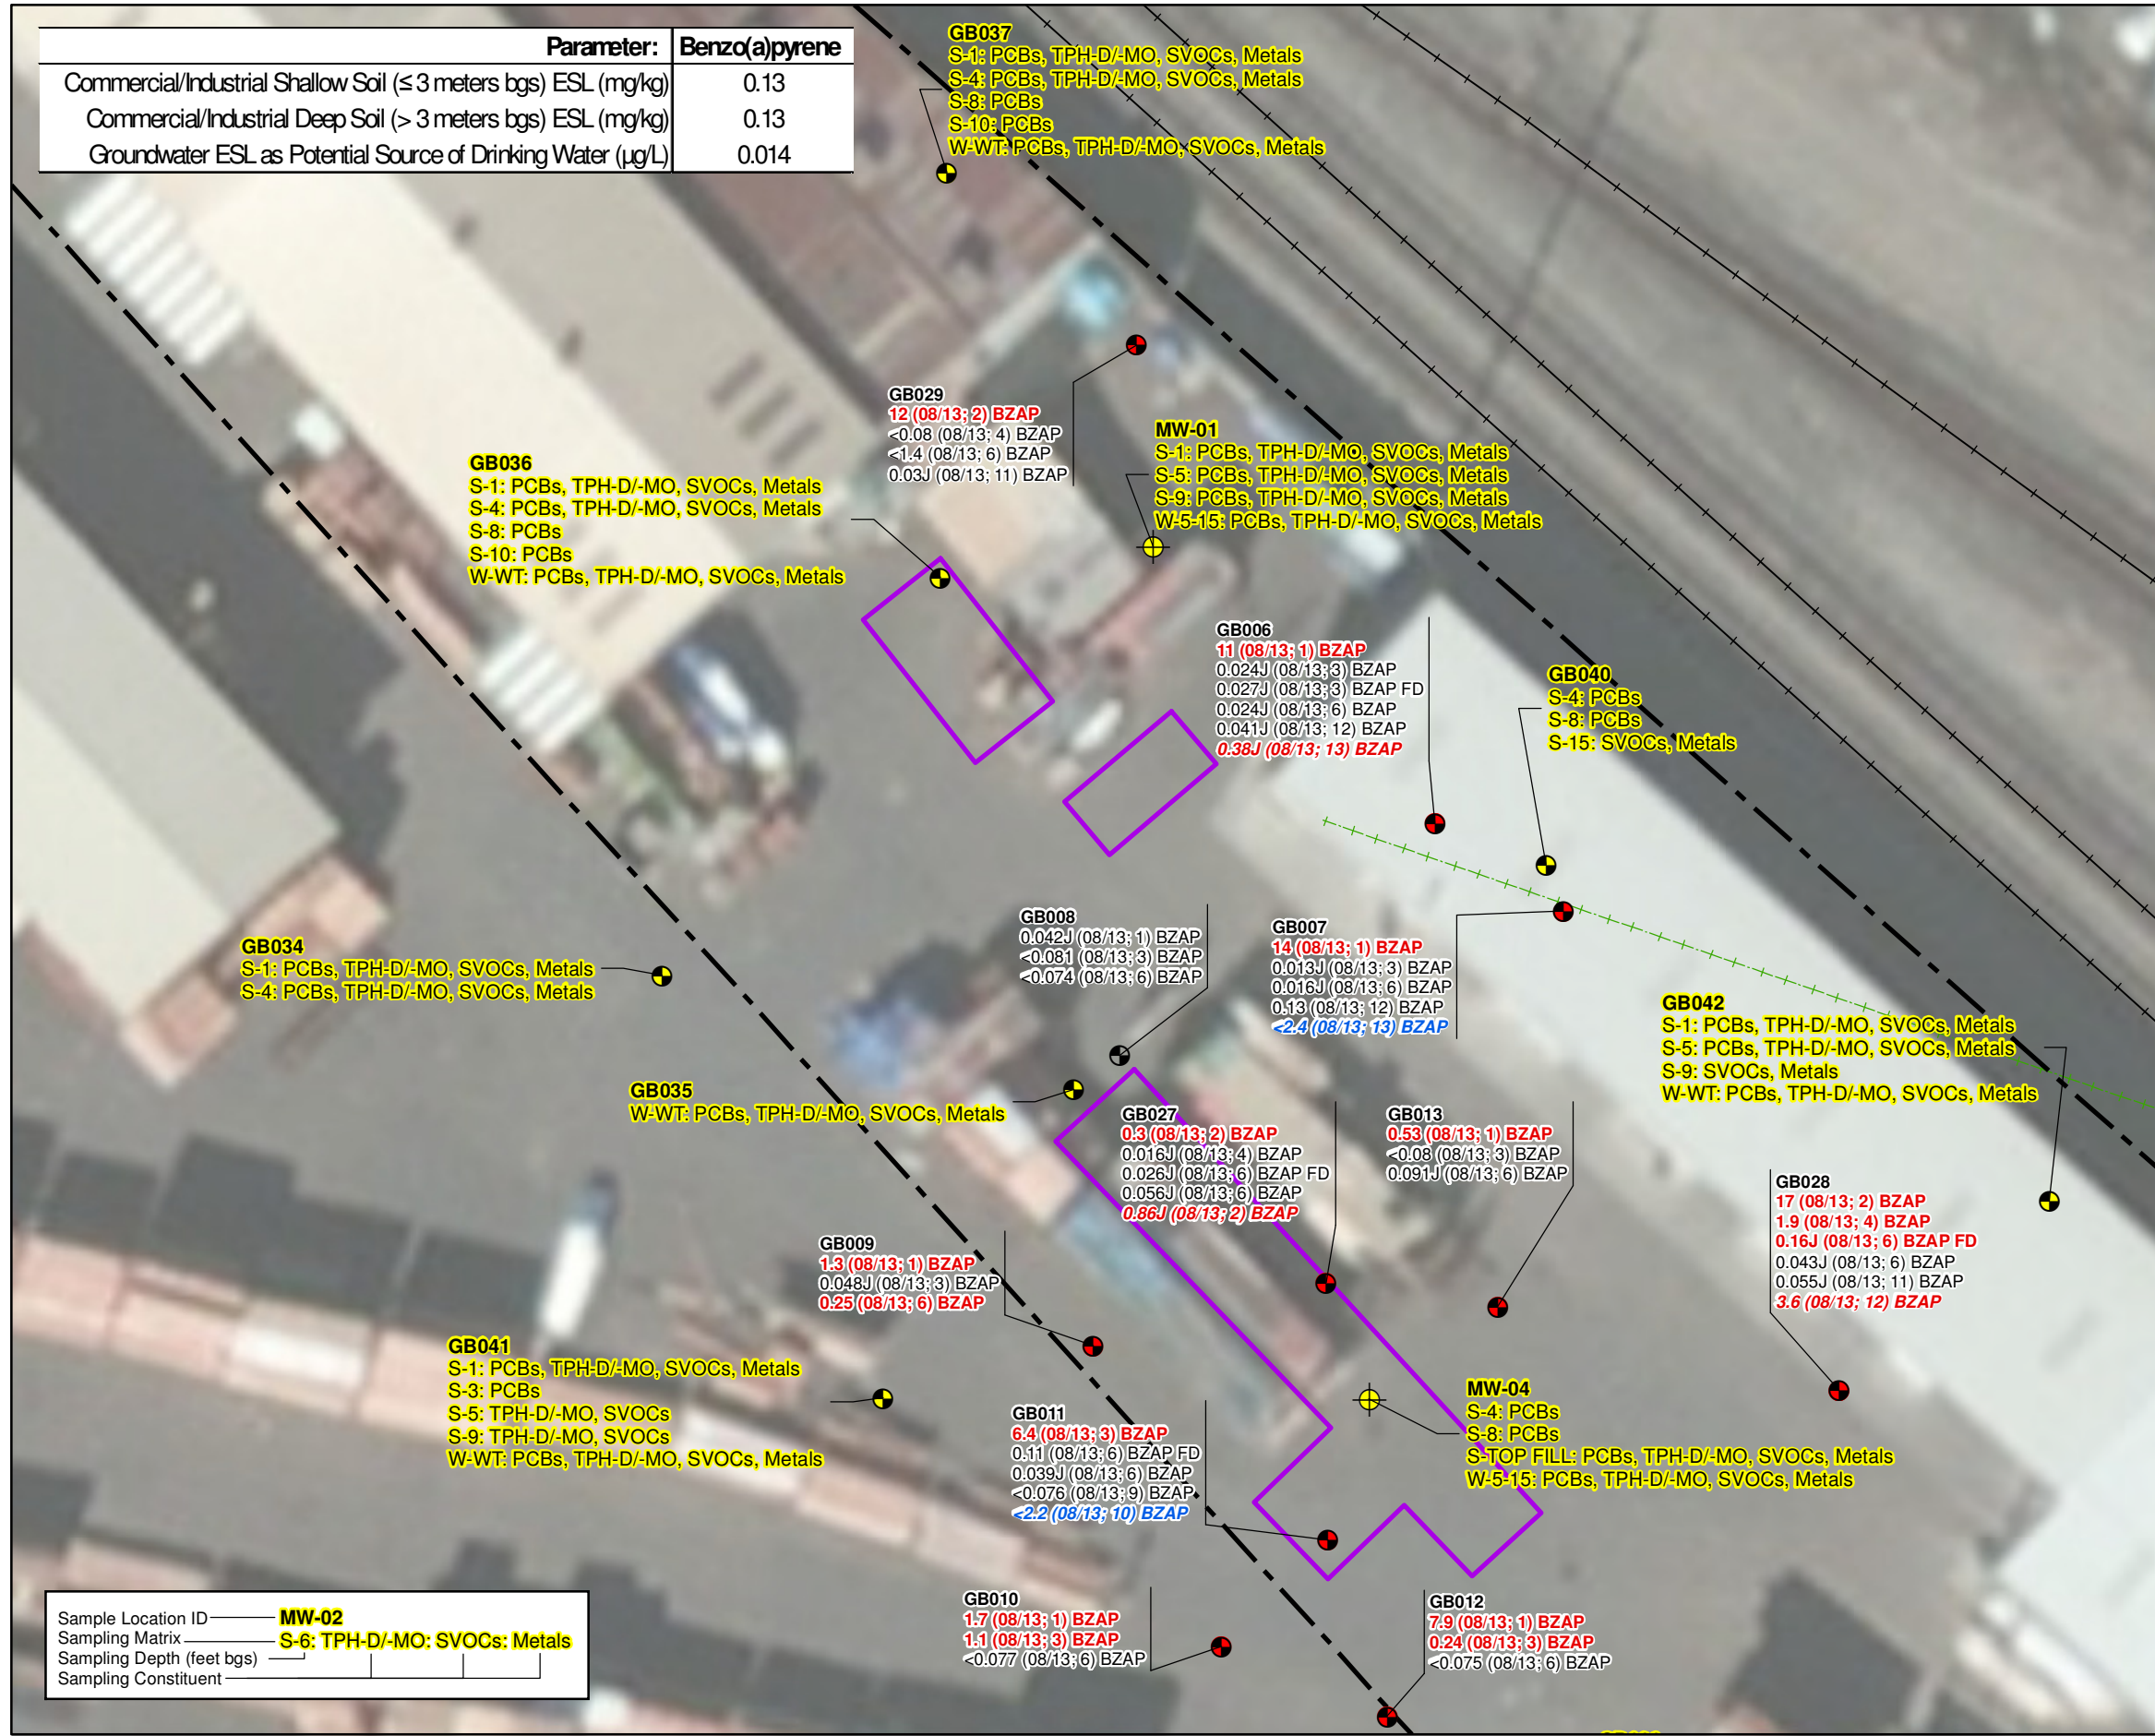 Parameter: Benzo(a)pyrene
Commercial/Industrial Shallow Soil (≤ 3 meters bgs) ESL (mg/kg) 0.13
Commercial/Industrial Deep Soil (> 3 meters bgs) ESL (mg/kg) 0.13
Groundwater ESL as Potential Source of Drinking Water (µg/L) 0.014
GB037
S-1: PCBs, TPH-D/-MO, SVOCs, Metals
S-4: PCBs, TPH-D/-MO, SVOCs, Metals
S-8: PCBs
S-10: PCBs
W-WT: PCBs, TPH-D/-MO, SVOCs, Metals
GB029
12 (08/13; 2) BZAP
<0.08 (08/13; 4) BZAP
<1.4 (08/13; 6) BZAP
0.03J (08/13; 11) BZAP
MW-01
S-1: PCBs, TPH-D/-MO, SVOCs, Metals
S-5: PCBs, TPH-D/-MO, SVOCs, Metals
S-9: PCBs, TPH-D/-MO, SVOCs, Metals
W-5-15: PCBs, TPH-D/-MO, SVOCs, Metals
GB036
S-1: PCBs, TPH-D/-MO, SVOCs, Metals
S-4: PCBs, TPH-D/-MO, SVOCs, Metals
S-8: PCBs
S-10: PCBs
W-WT: PCBs, TPH-D/-MO, SVOCs, Metals
GB006
11 (08/13; 1) BZAP
0.024J (08/13; 3) BZAP
0.027J (08/13; 3) BZAP FD
0.024J (08/13; 6) BZAP
0.041J (08/13; 12) BZAP
0.38J (08/13; 13) BZAP
GB040
S-4: PCBs
S-8: PCBs
S-15: SVOCs, Metals
GB008
0.042J (08/13; 1) BZAP
<0.081 (08/13; 3) BZAP
<0.074 (08/13; 6) BZAP
GB007
14 (08/13; 1) BZAP
0.013J (08/13; 3) BZAP
0.016J (08/13; 6) BZAP
0.13 (08/13; 12) BZAP
<2.4 (08/13; 13) BZAP
GB034
S-1: PCBs, TPH-D/-MO, SVOCs, Metals
S-4: PCBs, TPH-D/-MO, SVOCs, Metals
GB042
S-1: PCBs, TPH-D/-MO, SVOCs, Metals
S-5: PCBs, TPH-D/-MO, SVOCs, Metals
S-9: SVOCs, Metals
W-WT: PCBs, TPH-D/-MO, SVOCs, Metals
GB035
W-WT: PCBs, TPH-D/-MO, SVOCs, Metals
GB027
0.3 (08/13; 2) BZAP
0.016J (08/13; 4) BZAP
0.026J (08/13; 6) BZAP FD
0.056J (08/13; 6) BZAP
0.86J (08/13; 2) BZAP
GB013
0.53 (08/13; 1) BZAP
<0.08 (08/13; 3) BZAP
0.091J (08/13; 6) BZAP
GB028
17 (08/13; 2) BZAP
1.9 (08/13; 4) BZAP
0.16J (08/13; 6) BZAP FD
0.043J (08/13; 6) BZAP
0.055J (08/13; 11) BZAP
3.6 (08/13; 12) BZAP
GB009
1.3 (08/13; 1) BZAP
0.048J (08/13; 3) BZAP
0.25 (08/13; 6) BZAP
GB041
S-1: PCBs, TPH-D/-MO, SVOCs, Metals
S-3: PCBs
S-5: TPH-D/-MO, SVOCs
S-9: TPH-D/-MO, SVOCs
W-WT: PCBs, TPH-D/-MO, SVOCs, Metals
GB011
6.4 (08/13; 3) BZAP
0.11 (08/13; 6) BZAP FD
0.039J (08/13; 6) BZAP
<0.076 (08/13; 9) BZAP
<2.2 (08/13; 10) BZAP
MW-04
S-4: PCBs
S-8: PCBs
S-TOP FILL: PCBs, TPH-D/-MO, SVOCs, Metals
W-5-15: PCBs, TPH-D/-MO, SVOCs, Metals
GB010
1.7 (08/13; 1) BZAP
1.1 (08/13; 3) BZAP
<0.077 (08/13; 6) BZAP
GB012
7.9 (08/13; 1) BZAP
0.24 (08/13; 3) BZAP
<0.075 (08/13; 6) BZAP
Sample Location ID MW-02
Sampling Matrix S-6: TPH-D/-MO: SVOCs: Metals
Sampling Depth (feet bgs)
Sampling Constituent